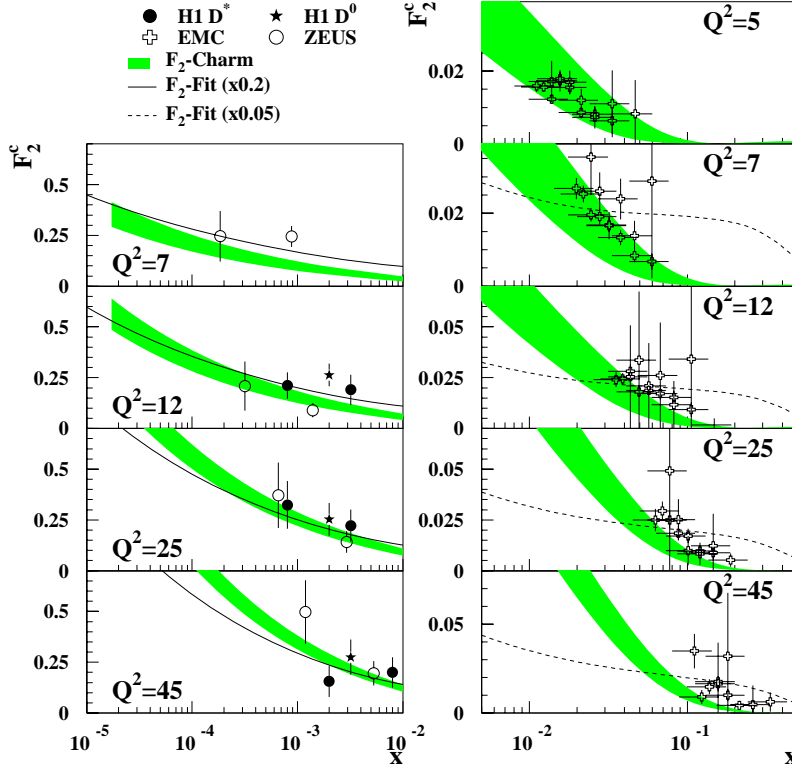 H1 D* H1 D⁰
EMC ZEUS
F₂-Charm
F₂-Fit (x0.2)
F₂-Fit (x0.05)
F₂ᶜ
0.5
0.25
0
Q²=7
0.5
0.25
0
Q²=12
0.5
0.25
0
Q²=25
0.5
0.25
0
Q²=45
10⁻⁵ 10⁻⁴ 10⁻³ 10⁻²
x
F₂ᶜ
Q²=5
0.02
0
Q²=7
0.02
0
Q²=12
0.05
0.025
0
Q²=25
0.05
0.025
0
Q²=45
0.05
0.025
0
10⁻² 10⁻¹
x